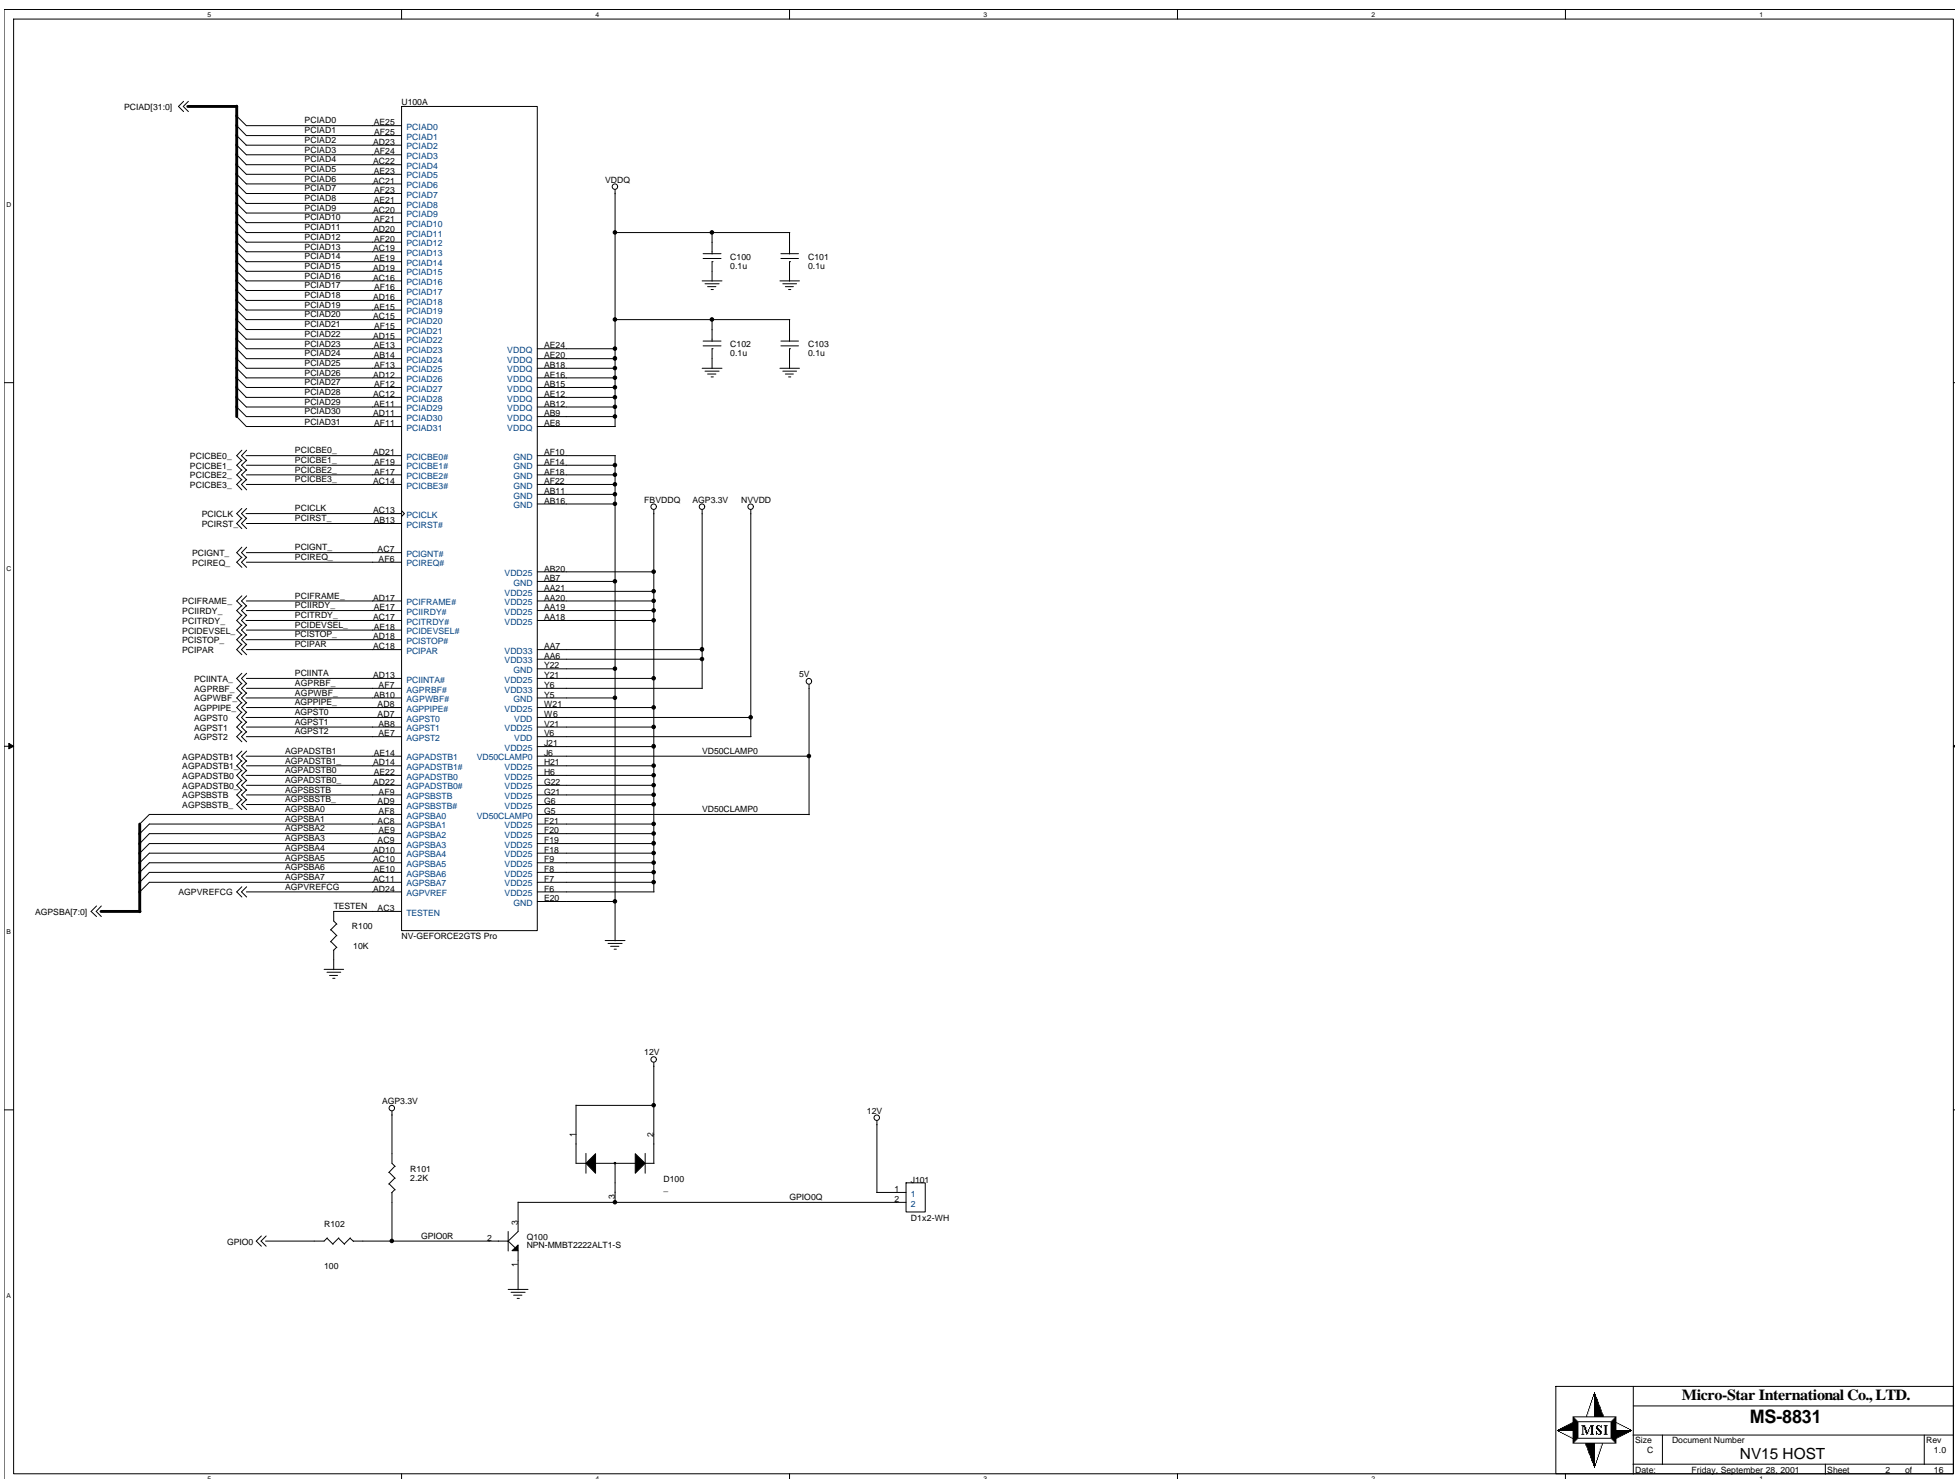 5 4 3 2 1
U100A
PCIAD[31:0]
PCIAD0 AE25 PCIAD0
PCIAD1 AF25 PCIAD1
PCIAD2 AD23 PCIAD2
PCIAD3 AF24 PCIAD3
PCIAD4 AC22 PCIAD4
PCIAD5 AE23 PCIAD5
PCIAD6 AC21 PCIAD6
PCIAD7 AF23 PCIAD7
PCIAD8 AE21 PCIAD8
PCIAD9 AC20 PCIAD9
PCIAD10 AF21 PCIAD10
PCIAD11 AD20 PCIAD11
PCIAD12 AF20 PCIAD12
PCIAD13 AC19 PCIAD13
PCIAD14 AE19 PCIAD14
PCIAD15 AD19 PCIAD15
PCIAD16 AC16 PCIAD16
PCIAD17 AF16 PCIAD17
PCIAD18 AD16 PCIAD18
PCIAD19 AE15 PCIAD19
PCIAD20 AC15 PCIAD20
PCIAD21 AF15 PCIAD21
PCIAD22 AD15 PCIAD22
PCIAD23 AE13 PCIAD23
PCIAD24 AB14 PCIAD24
PCIAD25 AF13 PCIAD25
PCIAD26 AD12 PCIAD26
PCIAD27 AF12 PCIAD27
PCIAD28 AC12 PCIAD28
PCIAD29 AE11 PCIAD29
PCIAD30 AD11 PCIAD30
PCIAD31 AF11 PCIAD31
PCICBE0_ PCICBE0_ AD21 PCICBE0#
PCICBE1_ PCICBE1_ AF19 PCICBE1#
PCICBE2_ PCICBE2_ AF17 PCICBE2#
PCICBE3_ PCICBE3_ AC14 PCICBE3#
PCICLK PCICLK AC13 PCICLK
PCIRST_ PCIRST_ AB13 PCIRST#
PCIGNT_ PCIGNT_ AC7 PCIGNT#
PCIREQ_ PCIREQ_ AF6 PCIREQ#
PCIFRAME_ PCIFRAME_ AD17 PCIFRAME#
PCIIRDY_ PCIIRDY_ AE17 PCIIRDY#
PCITRDY_ PCITRDY_ AC17 PCITRDY#
PCIDEVSEL_ PCIDEVSEL_ AE18 PCIDEVSEL#
PCISTOP_ PCISTOP_ AD18 PCISTOP#
PCIPAR PCIPAR AC18 PCIPAR
PCIINTA_ PCIINTA AD13 PCIINTA#
AGPRBF_ AGPRBF_ AF7 AGPRBF#
AGPWBF_ AGPWBF_ AB10 AGPWBF#
AGPPIPE_ AGPPIPE_ AD8 AGPPIPE#
AGPST0 AGPST0 AD7 AGPST0
AGPST1 AGPST1 AB8 AGPST1
AGPST2 AGPST2 AE7 AGPST2
AGPADSTB1 AGPADSTB1 AE14 AGPADSTB1
AGPADSTB1_ AGPADSTB1_ AD14 AGPADSTB1#
AGPADSTB0 AGPADSTB0 AE22 AGPADSTB0
AGPADSTB0_ AGPADSTB0_ AD22 AGPADSTB0#
AGPSBSTB AGPSBSTB AF9 AGPSBSTB
AGPSBSTB_ AGPSBSTB_ AD9 AGPSBSTB#
AGPSBA0 AF8 AGPSBA0
AGPSBA1 AC8 AGPSBA1
AGPSBA2 AE9 AGPSBA2
AGPSBA3 AC9 AGPSBA3
AGPSBA4 AD10 AGPSBA4
AGPSBA5 AC10 AGPSBA5
AGPSBA6 AE10 AGPSBA6
AGPSBA7 AC11 AGPSBA7
AGPVREFCG AGPVREFCG AD24 AGPVREF
AGPSBA[7:0]
TESTEN AC3 TESTEN
R100
10K
NV-GEFORCE2GTS Pro
VDDQ
C100
0.1u
C101
0.1u
C102
0.1u
C103
0.1u
VDDQ AE24
VDDQ AE20
VDDQ AB18
VDDQ AE16
VDDQ AB15
VDDQ AE12
VDDQ AB12
VDDQ AB9
VDDQ AE8
GND AF10
GND AF14
GND AF18
GND AF22
GND AB11
GND AB16
FBVDDQ AGP3.3V NVVDD
VDD25 AB20
GND AB7
VDD25 AA21
VDD25 AA20
VDD25 AA19
VDD25 AA18
VDD33 AA7
VDD33 AA6
GND Y22
VDD25 Y21
VDD33 Y6
GND Y5
VDD25 W21
VDD W6
VDD25 V21
VDD V6
VDD25 J21
VD50CLAMP0 J6 VD50CLAMP0
5V
VDD25 H21
VDD25 H6
VDD25 G22
VDD25 G21
VDD25 G6
VD50CLAMP0 G5 VD50CLAMP0
VDD25 F21
VDD25 F20
VDD25 F19
VDD25 F18
VDD25 F9
VDD25 F8
VDD25 F7
VDD25 F6
GND E20
12V
AGP3.3V
R101
2.2K
R102
100
GPIO0
GPIO0R
1 2 3
D100
_
2 3 1
Q100
NPN-MMBT2222ALT1-S
GPIO0Q
12V
J101
1 1
2 2
D1x2-WH
D
C
B
A
MSI
Micro-Star International Co., LTD.
MS-8831
Size Document Number Rev
C NV15 HOST 1.0
Date: Friday, September 28, 2001 Sheet 2 of 16
5 4 3 2 1